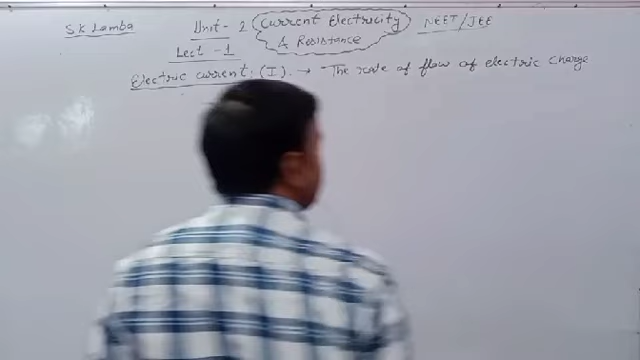 S.K Lamba Unit - 2 Current Electricity NEET/JEE
& Resistance
Lect - 1
Electric current: (I). → The rate of flow of electric charge